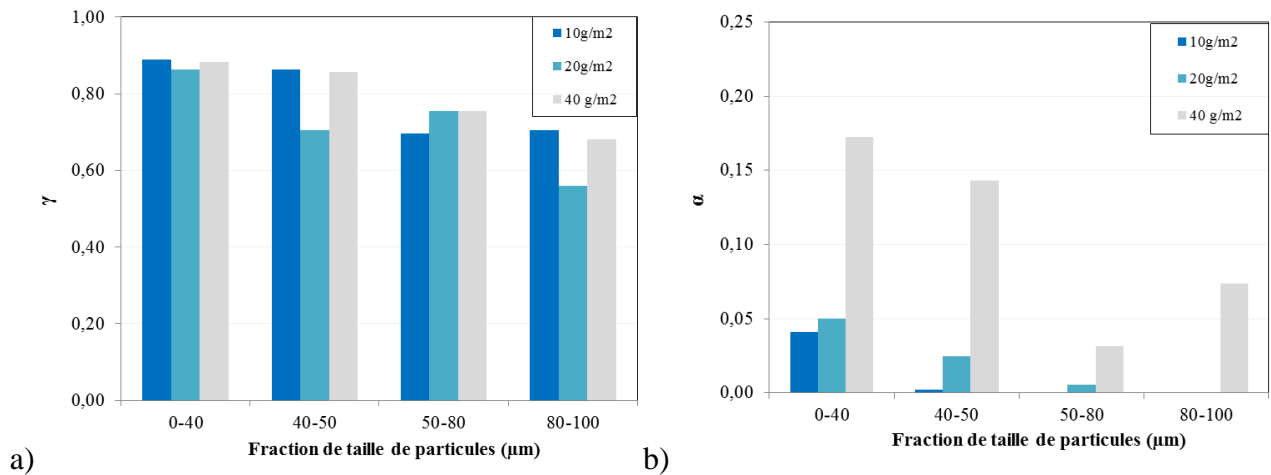 1,00
0,80
0,60
0,40
0,20
0,00
γ
10g/m2
20g/m2
40 g/m2
0-40
40-50
50-80
80-100
Fraction de taille de particules (µm)
a)
0,25
0,20
0,15
0,10
0,05
0,00
α
10g/m2
20g/m2
40 g/m2
0-40
40-50
50-80
80-100
Fraction de taille de particules (µm)
b)